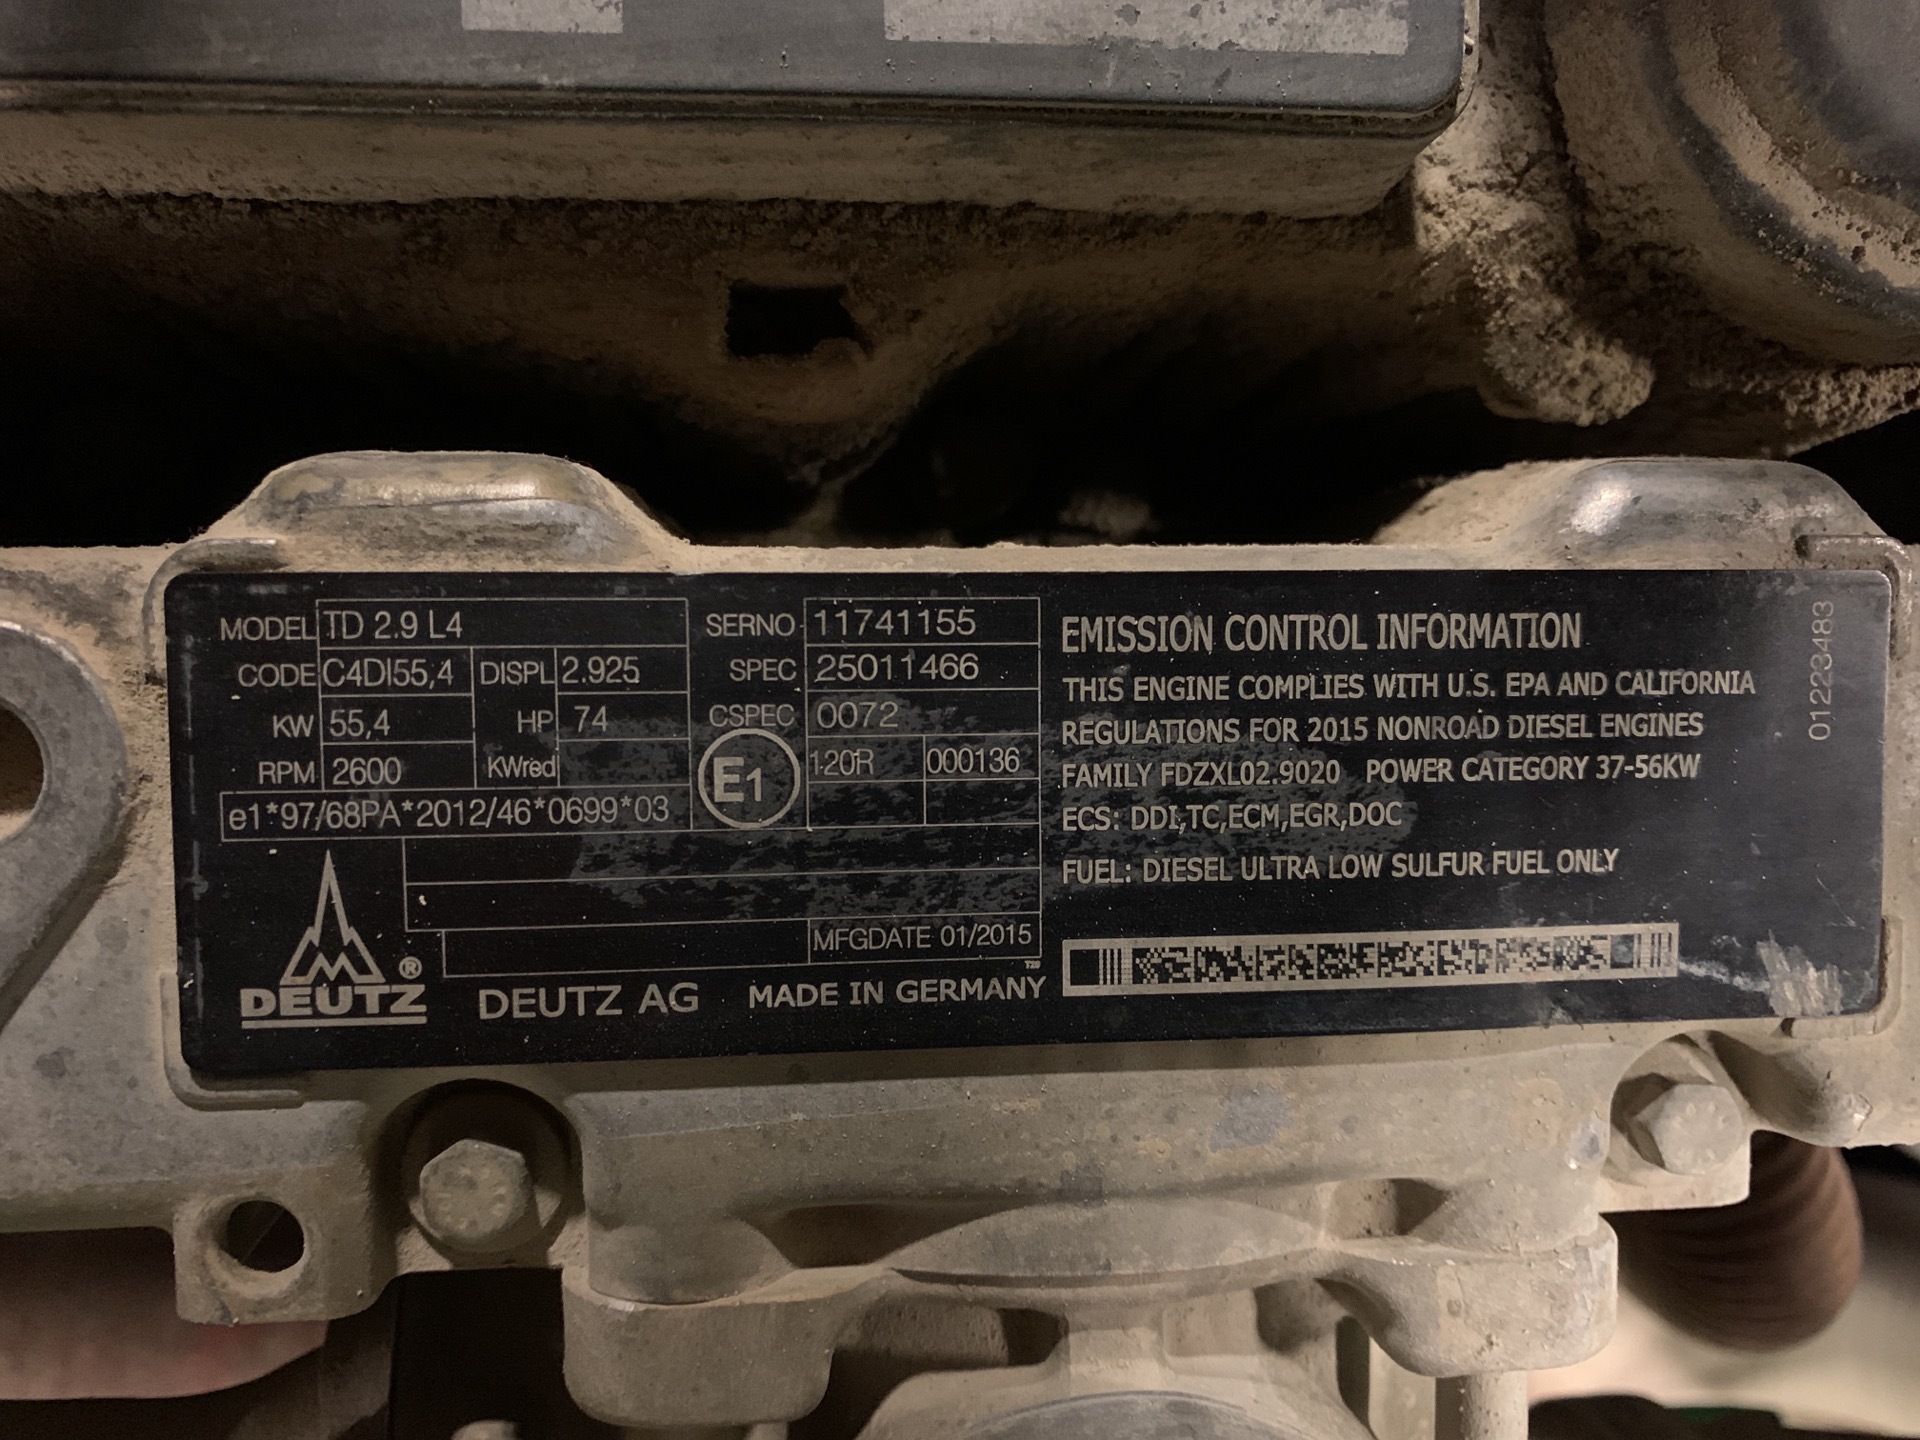 MODEL TD 2.9 L4
CODE C4DI55,4 DISPL 2.925
KW 55,4 HP 74
RPM 2600 KWred
e1*97/68PA*2012/46*0699*03
SERNO 11741155
SPEC 25011466
CSPEC 0072
E1 120R 000136
MFGDATE 01/2015
DEUTZ®
DEUTZ AG MADE IN GERMANY
EMISSION CONTROL INFORMATION
THIS ENGINE COMPLIES WITH U.S. EPA AND CALIFORNIA
REGULATIONS FOR 2015 NONROAD DIESEL ENGINES
FAMILY FDZXL02.9020 POWER CATEGORY 37-56KW
ECS: DDI,TC,ECM,EGR,DOC
FUEL: DIESEL ULTRA LOW SULFUR FUEL ONLY
01223483